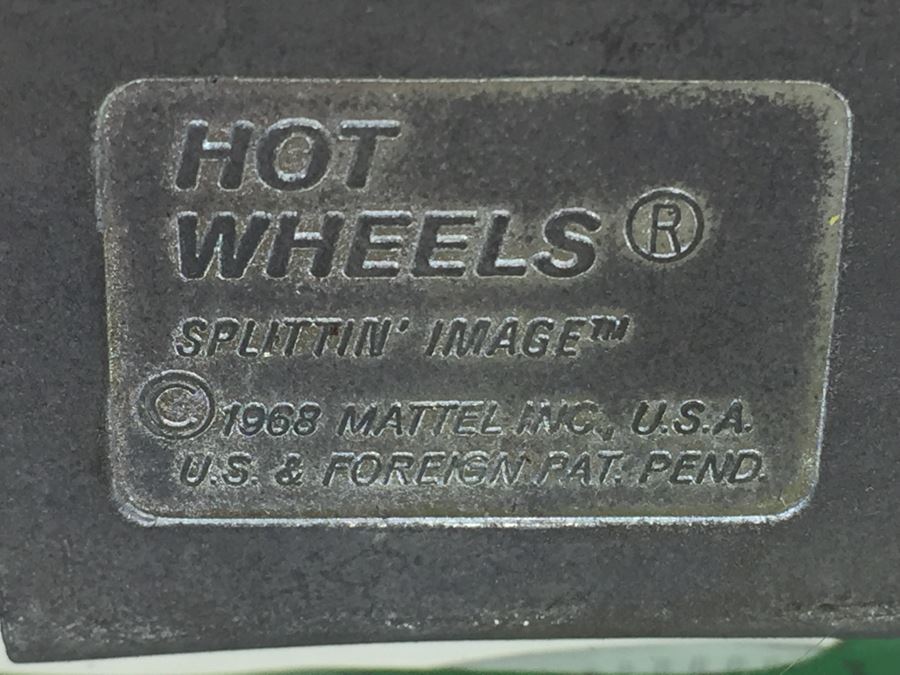 HOT
WHEELS ®
SPLITTIN' IMAGE™
© 1968 MATTEL INC., U.S.A.
U.S. & FOREIGN PAT. PEND.